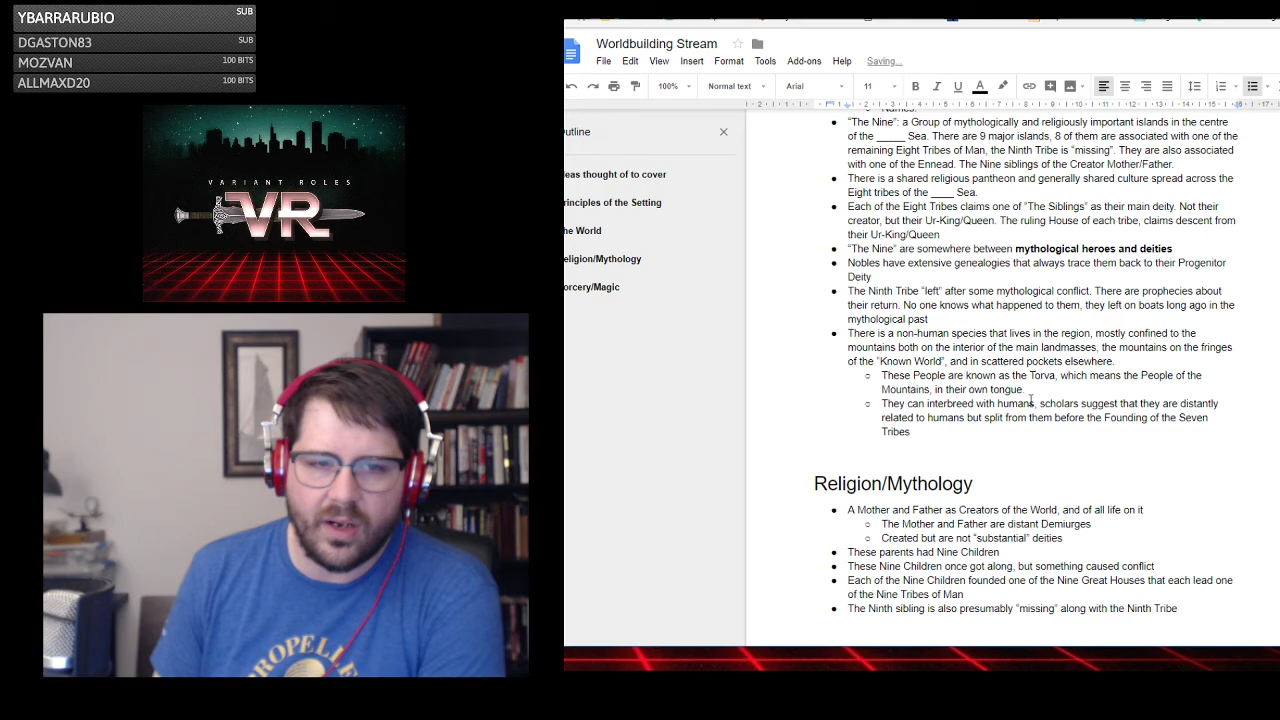 YBARRARUBIO SUB
DGASTON83 SUB
MOZVAN 100 BITS
ALLMAXD20 100 BITS
VARIANT ROLES
VR
PROPELLE
Worldbuilding Stream
File Edit View Insert Format Tools Add-ons Help Saving...
100% Normal text Arial 11 B I U A
utline
deas thought of to cover
rinciples of the Setting
he World
eligion/Mythology
orcery/Magic
“The Nine”: a Group of mythologically and religiously important islands in the centre
of the _____ Sea. There are 9 major islands, 8 of them are associated with one of the
remaining Eight Tribes of Man, the Ninth Tribe is “missing”. They are also associated
with one of the Ennead. The Nine siblings of the Creator Mother/Father.
There is a shared religious pantheon and generally shared culture spread across the
Eight tribes of the ____ Sea.
Each of the Eight Tribes claims one of “The Siblings” as their main deity. Not their
creator, but their Ur-King/Queen. The ruling House of each tribe, claims descent from
their Ur-King/Queen
“The Nine” are somewhere between mythological heroes and deities
Nobles have extensive genealogies that always trace them back to their Progenitor
Deity
The Ninth Tribe “left” after some mythological conflict. There are prophecies about
their return. No one knows what happened to them, they left on boats long ago in the
mythological past
There is a non-human species that lives in the region, mostly confined to the
mountains both on the interior of the main landmasses, the mountains on the fringes
of the “Known World”, and in scattered pockets elsewhere.
These People are known as the Torva, which means the People of the
Mountains, in their own tongue.
They can interbreed with humans, scholars suggest that they are distantly
related to humans but split from them before the Founding of the Seven
Tribes
Religion/Mythology
A Mother and Father as Creators of the World, and of all life on it
The Mother and Father are distant Demiurges
Created but are not “substantial” deities
These parents had Nine Children
These Nine Children once got along, but something caused conflict
Each of the Nine Children founded one of the Nine Great Houses that each lead one
of the Nine Tribes of Man
The Ninth sibling is also presumably “missing” along with the Ninth Tribe